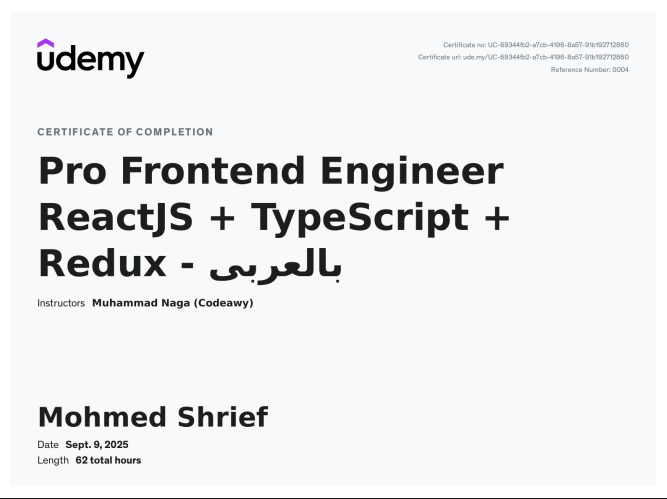 udemy
Certificate no: UC-69344fb2-a7cb-4196-8a57-91b192712860
Certificate url: ude.my/UC-69344fb2-a7cb-4196-8a57-91b192712860
Reference Number: 0004
CERTIFICATE OF COMPLETION
Pro Frontend Engineer
ReactJS + TypeScript +
Redux - بالعربى
Instructors Muhammad Naga (Codeawy)
Mohmed Shrief
Date Sept. 9, 2025
Length 62 total hours